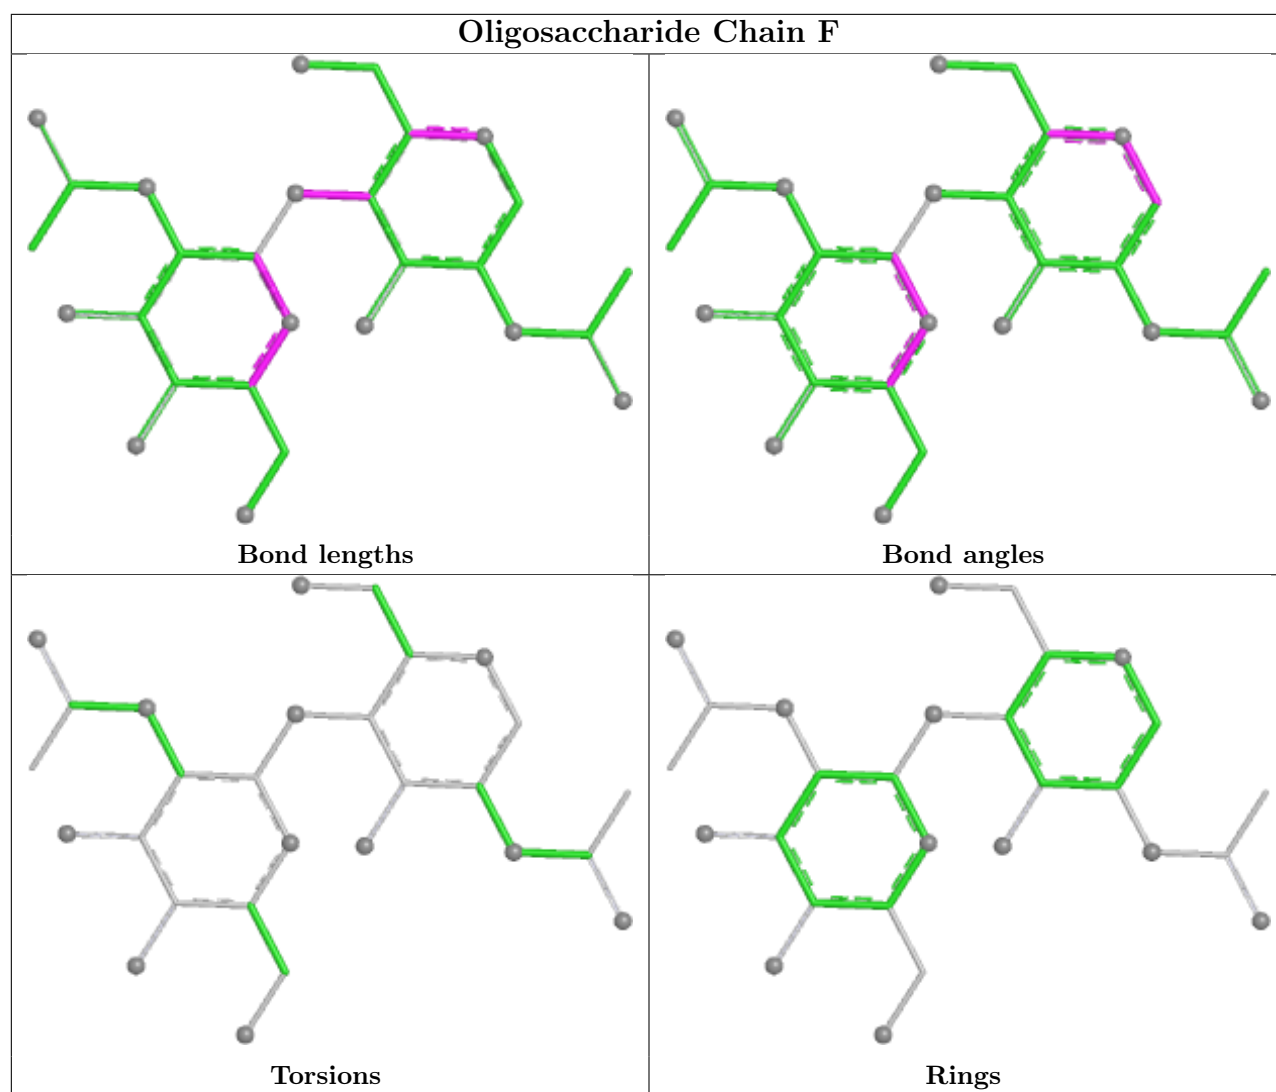 Oligosaccharide Chain F
Bond lengths
Bond angles
Torsions
Rings